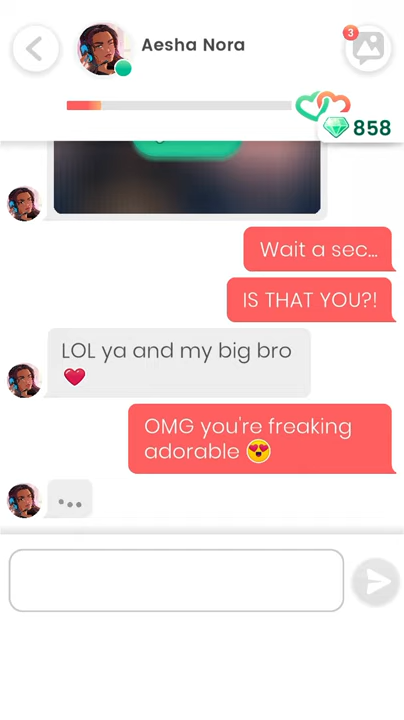 Aesha Nora
3
858
Wait a sec...
IS THAT YOU?!
LOL ya and my big bro
❤️
OMG you're freaking
adorable 😍